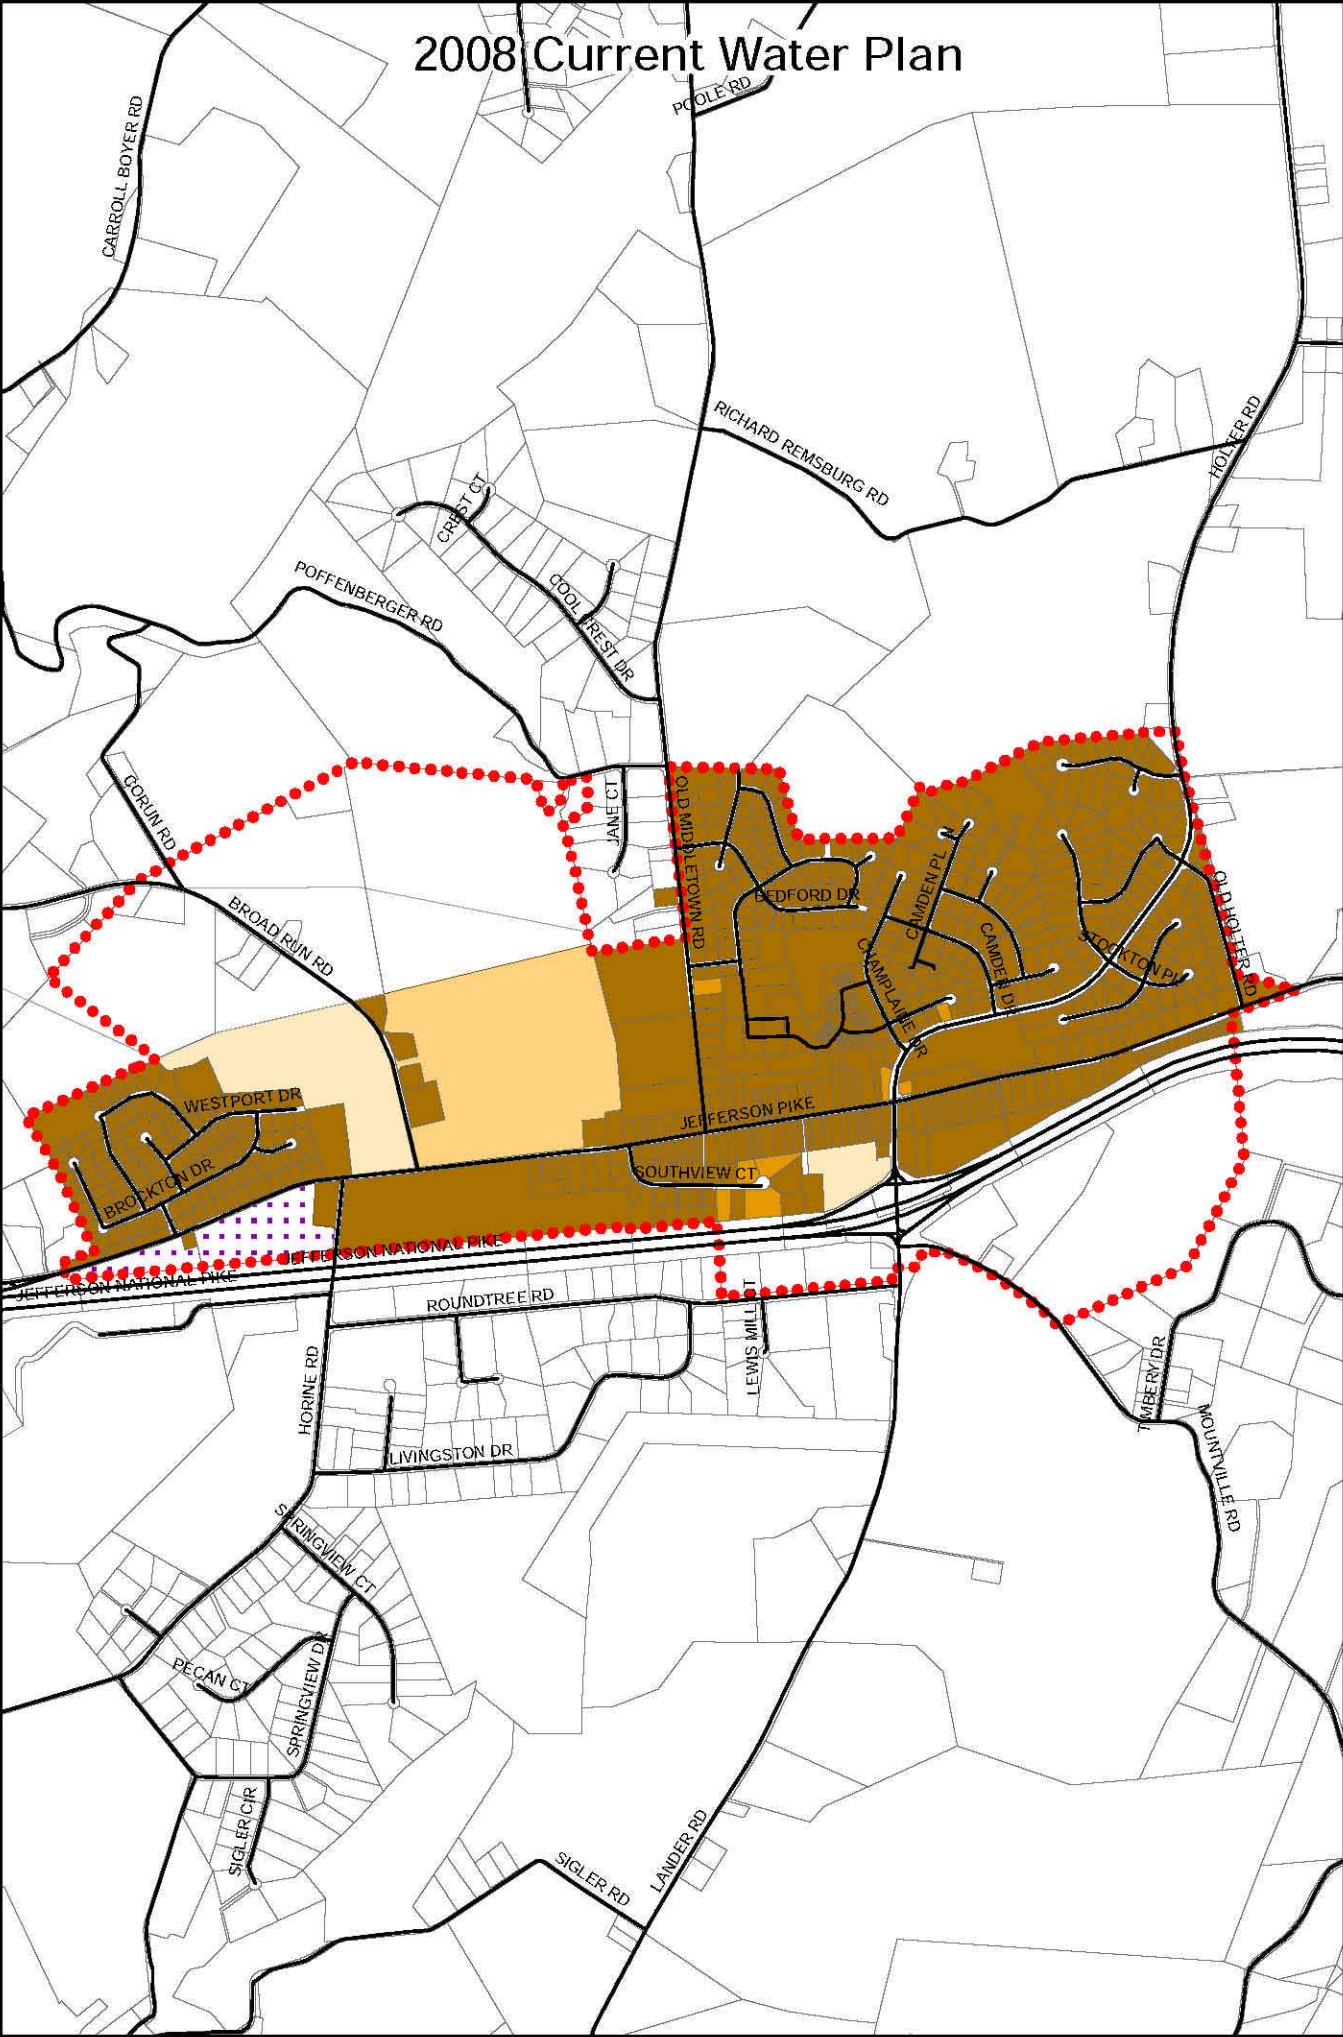 2008 Current Water Plan
POOLE RD
CARROLL BOYER RD
RICHARD REMSBURG RD
HOLTER RD
CREST CT
POFFENBERGER RD
COOL CREST DR
CORUN RD
JANE CT
OLD MIDDLETOWN RD
BEDFORD DR
CAMDEN PL N
OLD HOLTER RD
BROAD RUN RD
CAMDEN DR
STOCKTON PL
CHAMPLAINE DR
WESTPORT DR
JEFFERSON PIKE
BROCKTON DR
SOUTHVIEW CT
JEFFERSON NATIONAL PIKE
JEFFERSON NATIONAL PIKE
ROUNDTREE RD
LEWIS MILL CT
HORINE RD
TIMBERY DR
MOUNTVILLE RD
LIVINGSTON DR
SPRINGVIEW CT
PECAN CT
SPRINGVIEW DR
SIGLER CIR
SIGLER RD
LANDER RD